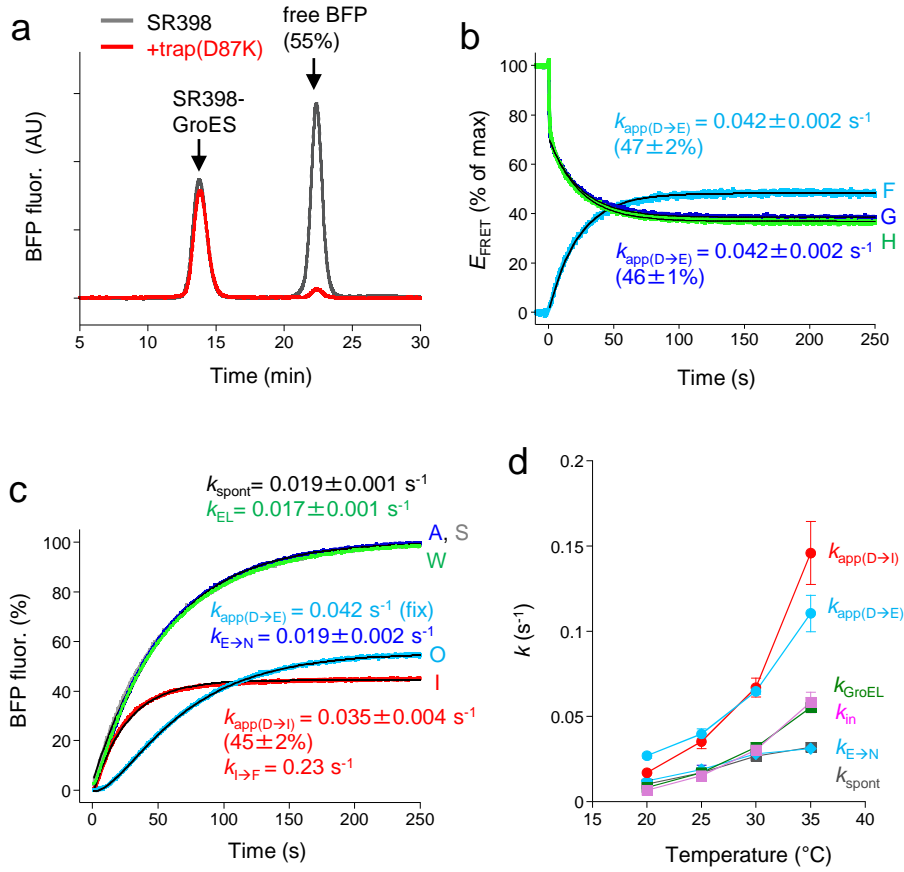 a
SR398
+trap(D87K)
free BFP
(55%)
SR398-
GroES
BFP fluor. (AU)
5 10 15 20 25 30
Time (min)
b
100
80
60
40
20
0
E_FRET (% of max)
k_app(D→E) = 0.042±0.002 s⁻¹
(47±2%)
F
G
H
k_app(D→E) = 0.042±0.002 s⁻¹
(46±1%)
0 50 100 150 200 250
Time (s)
c
k_spont= 0.019±0.001 s⁻¹
k_EL= 0.017±0.001 s⁻¹
A, S
W
100
80
60
40
20
0
BFP fluor. (%)
k_app(D→E) = 0.042 s⁻¹ (fix)
k_E→N = 0.019±0.002 s⁻¹
O
I
k_app(D→I) = 0.035±0.004 s⁻¹
(45±2%)
k_I→F = 0.23 s⁻¹
0 50 100 150 200 250
Time (s)
d
0.2
0.15
0.1
0.05
0
k (s⁻¹)
k_app(D→I)
k_app(D→E)
k_GroEL
k_in
k_E→N
k_spont
15 20 25 30 35 40
Temperature (°C)